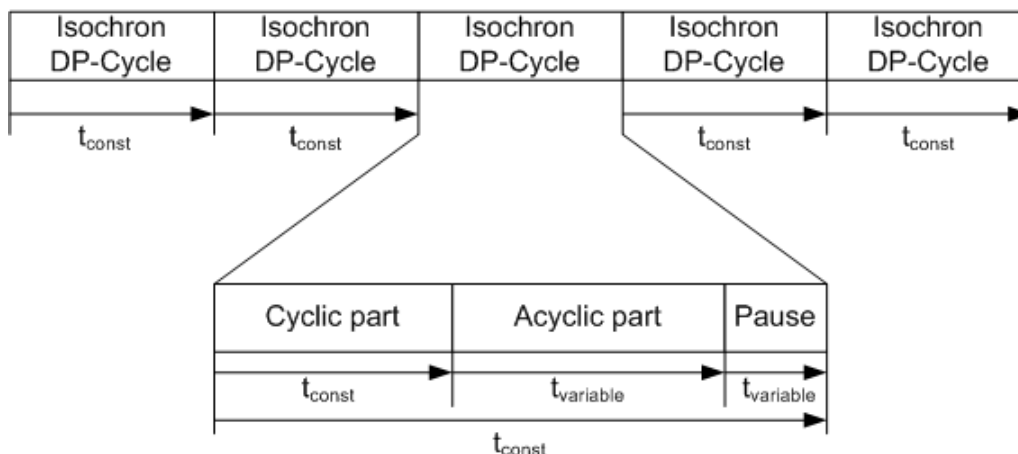 Isochron DP-Cycle
Isochron DP-Cycle
Isochron DP-Cycle
Isochron DP-Cycle
Isochron DP-Cycle
tconst
tconst
tconst
tconst
Cyclic part
Acyclic part
Pause
tconst
tvariable
tvariable
tconst